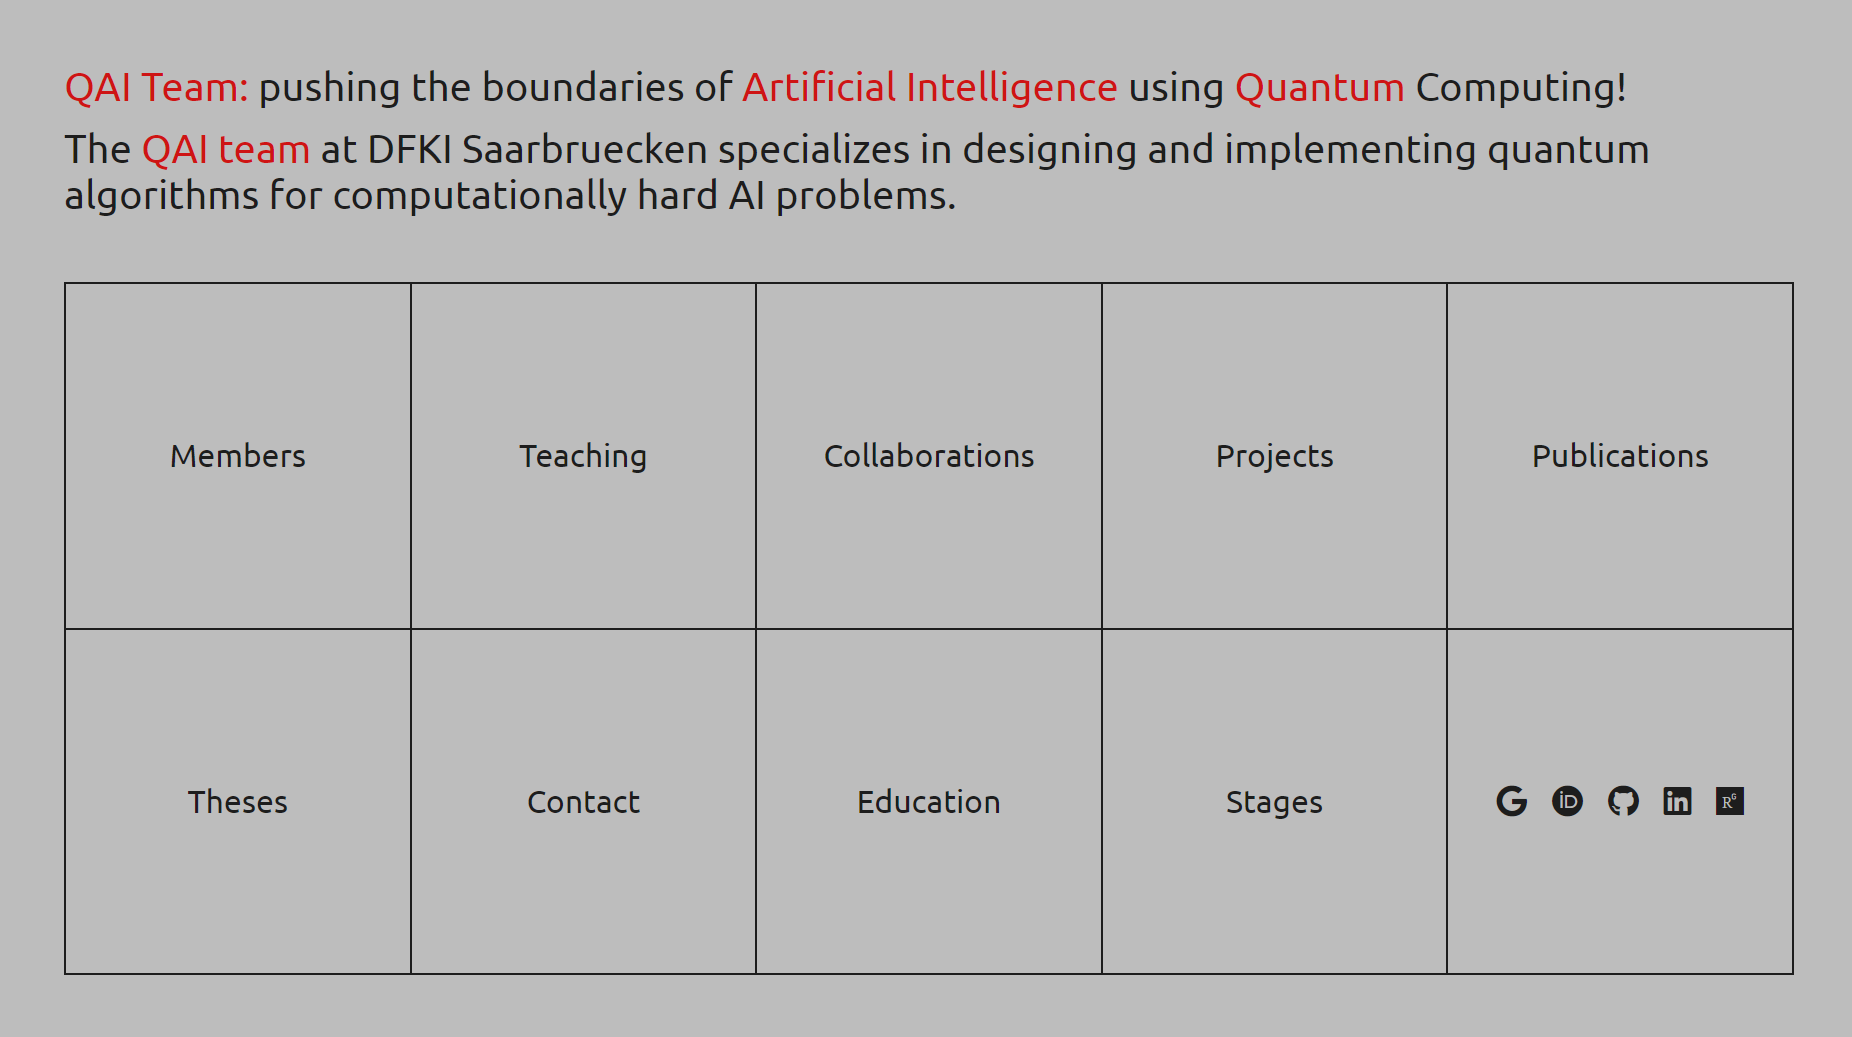 QAI Team: pushing the boundaries of Artificial Intelligence using Quantum Computing!
The QAI team at DFKI Saarbruecken specializes in designing and implementing quantum
algorithms for computationally hard AI problems.
Members
Teaching
Collaborations
Projects
Publications
Theses
Contact
Education
Stages
G iD in RG